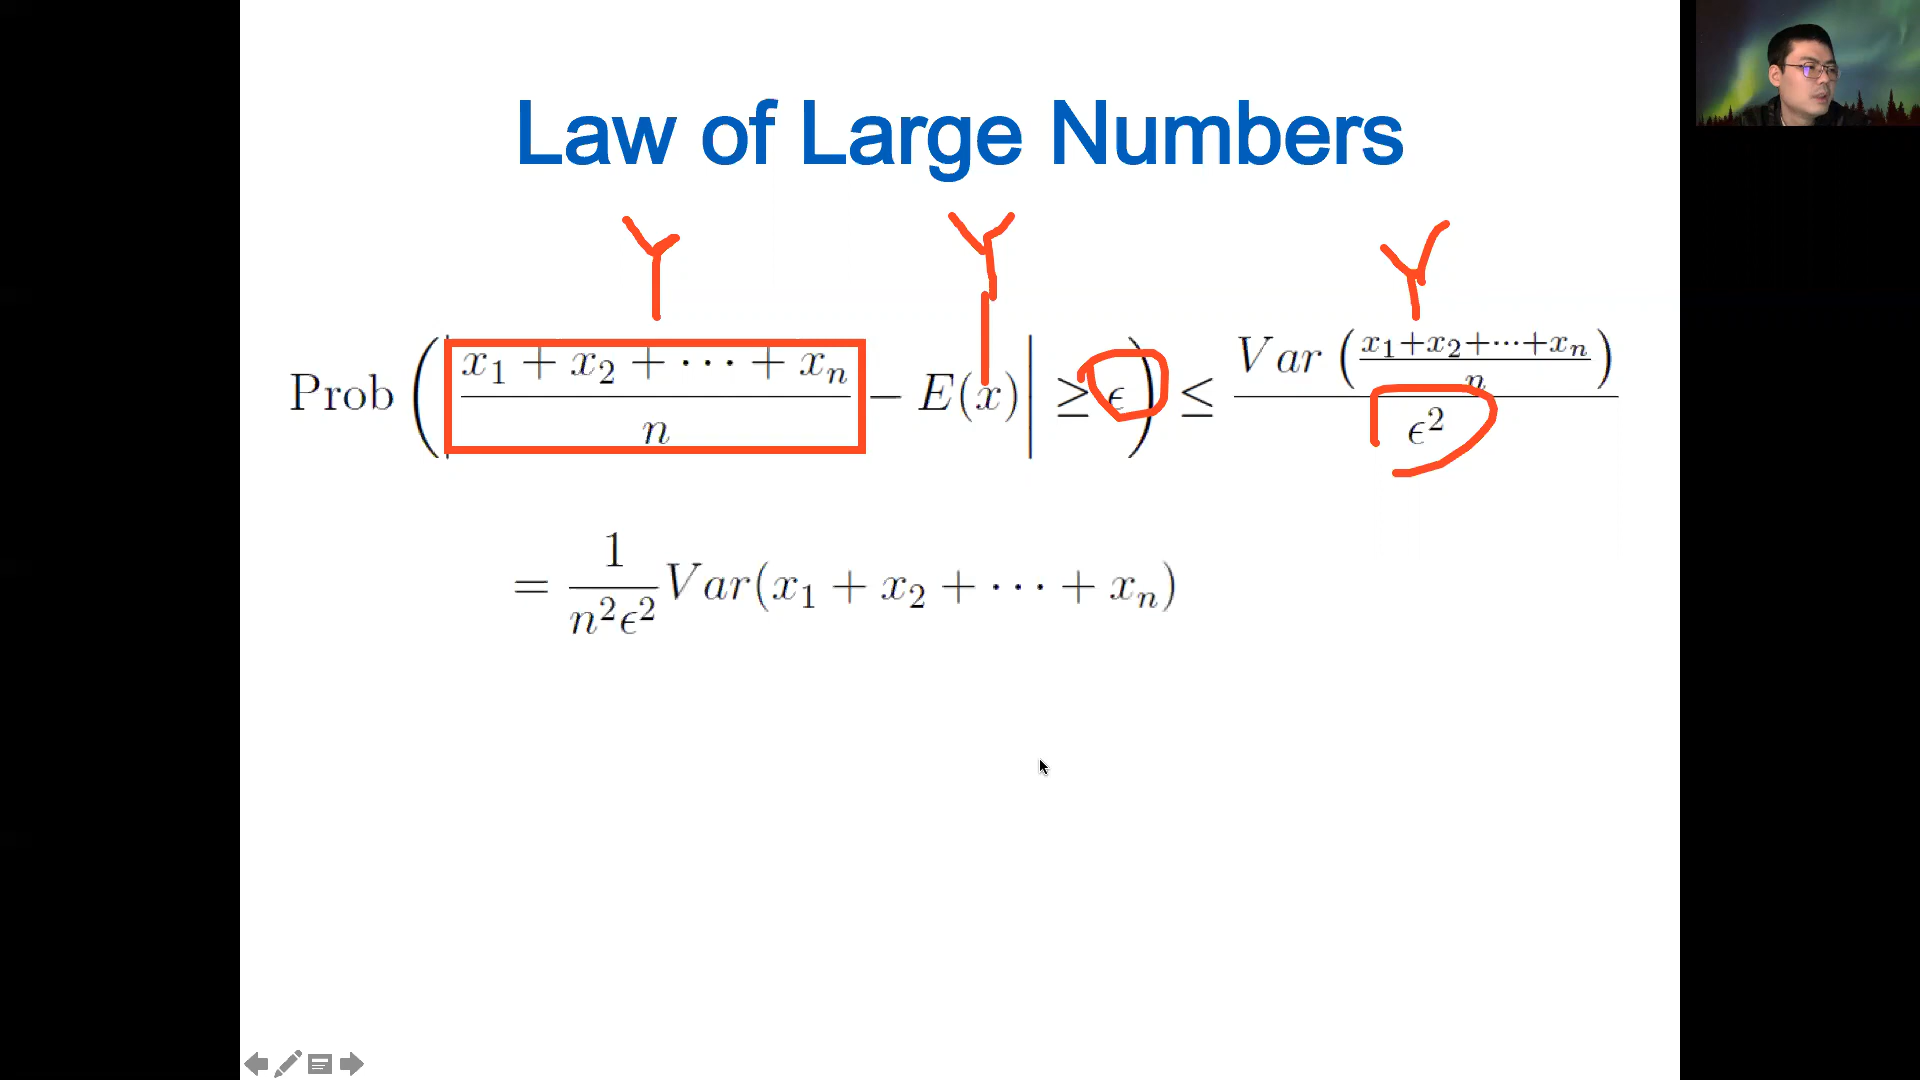 Law of Large Numbers
Y Y Y
Prob ( | (x₁ + x₂ + ··· + xₙ) / n − E(x) | ≥ ϵ ) ≤ Var ( (x₁+x₂+···+xₙ) / n ) / ϵ²
= 1 / (n²ϵ²) Var(x₁ + x₂ + ··· + xₙ)